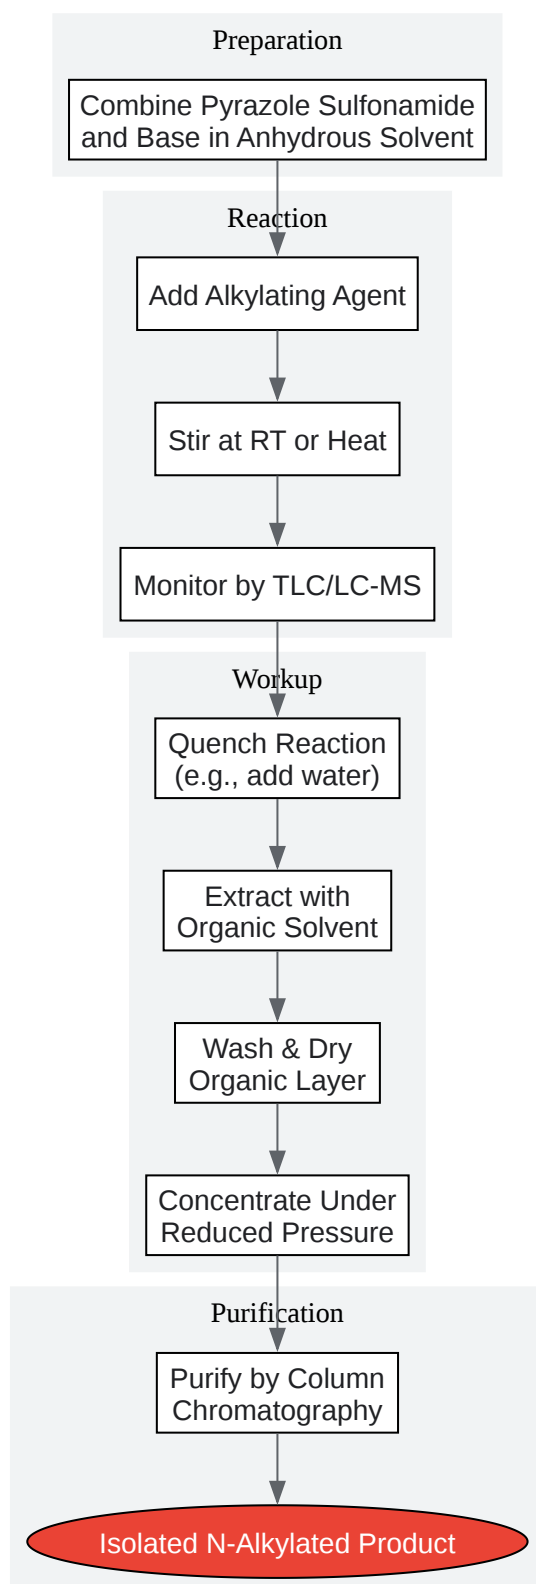 Preparation
Combine Pyrazole Sulfonamide
and Base in Anhydrous Solvent
Reaction
Add Alkylating Agent
Stir at RT or Heat
Monitor by TLC/LC-MS
Workup
Quench Reaction
(e.g., add water)
Extract with
Organic Solvent
Wash & Dry
Organic Layer
Concentrate Under
Reduced Pressure
Purification
Purify by Column
Chromatography
Isolated N-Alkylated Product